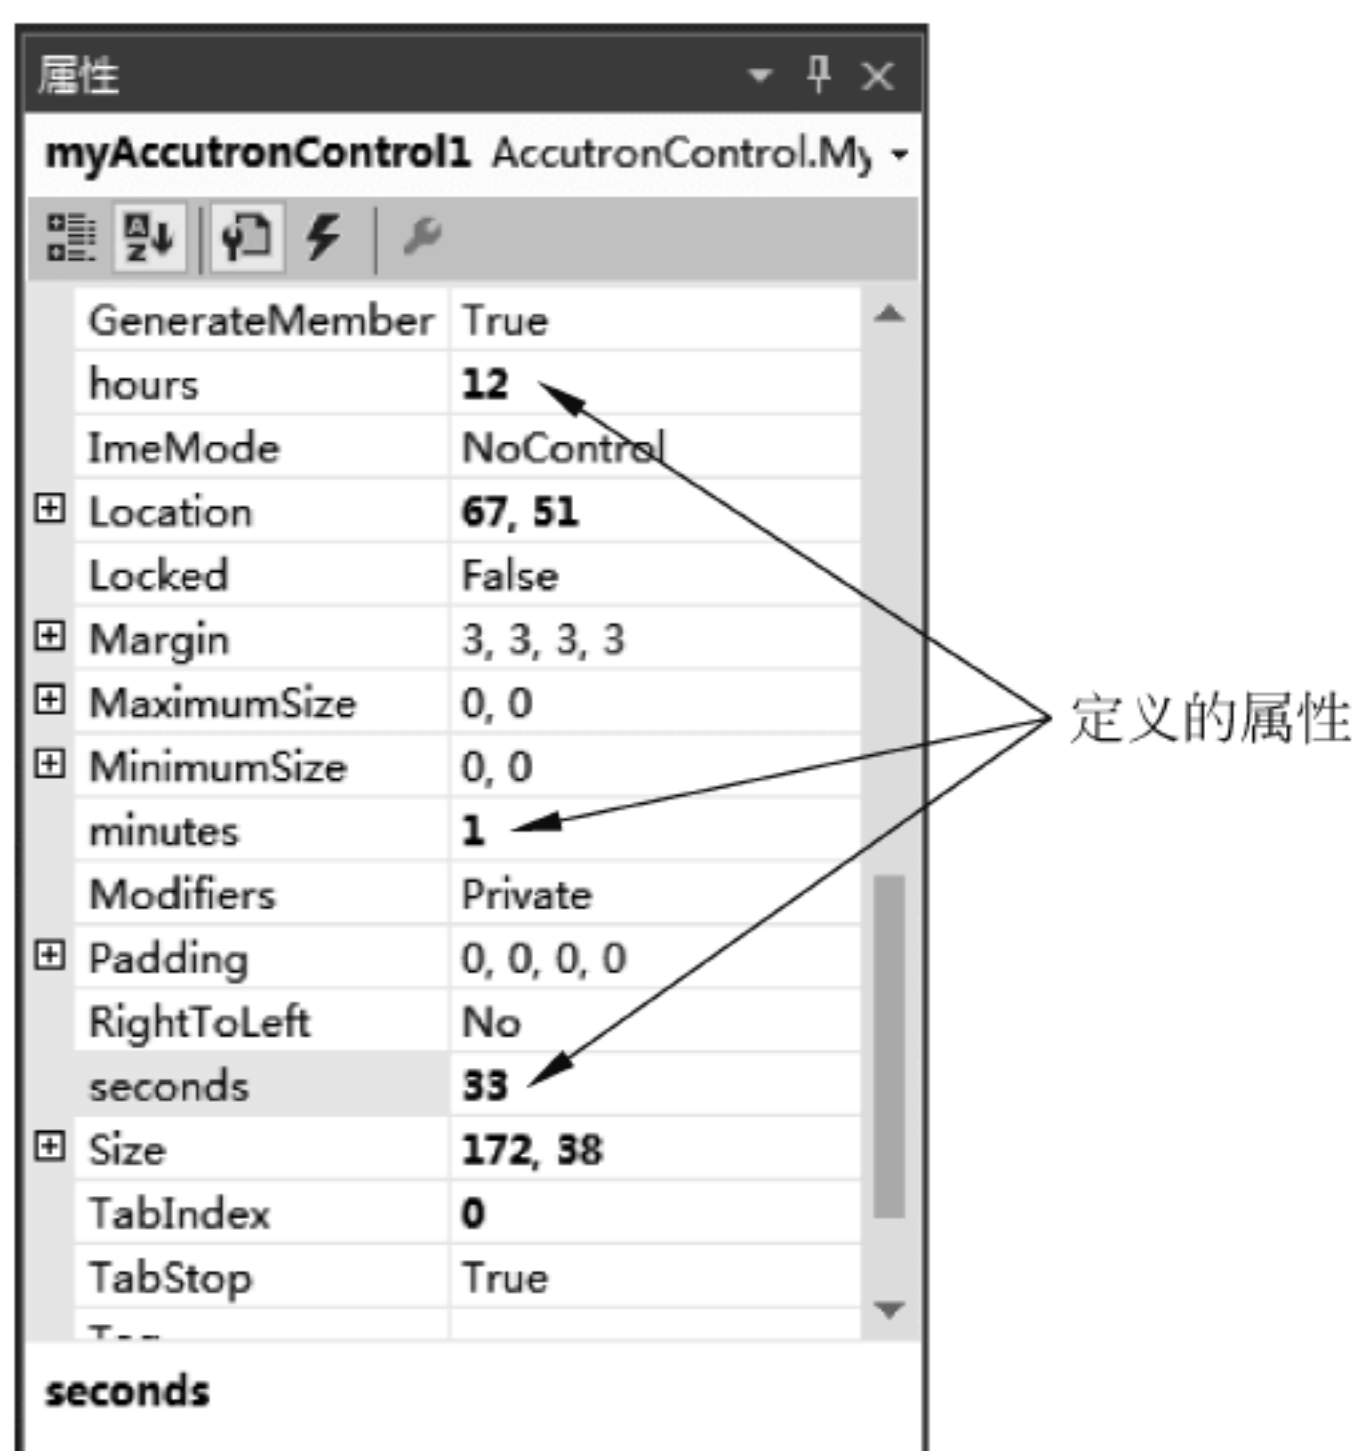 属性
myAccutronControl1 AccutronControl.My
GenerateMember True
hours 12
ImeMode NoControl
Location 67, 51
Locked False
Margin 3, 3, 3, 3
MaximumSize 0, 0
定义的属性
MinimumSize 0, 0
minutes 1
Modifiers Private
Padding 0, 0, 0, 0
RightToLeft No
seconds 33
Size 172, 38
TabIndex 0
TabStop True
seconds